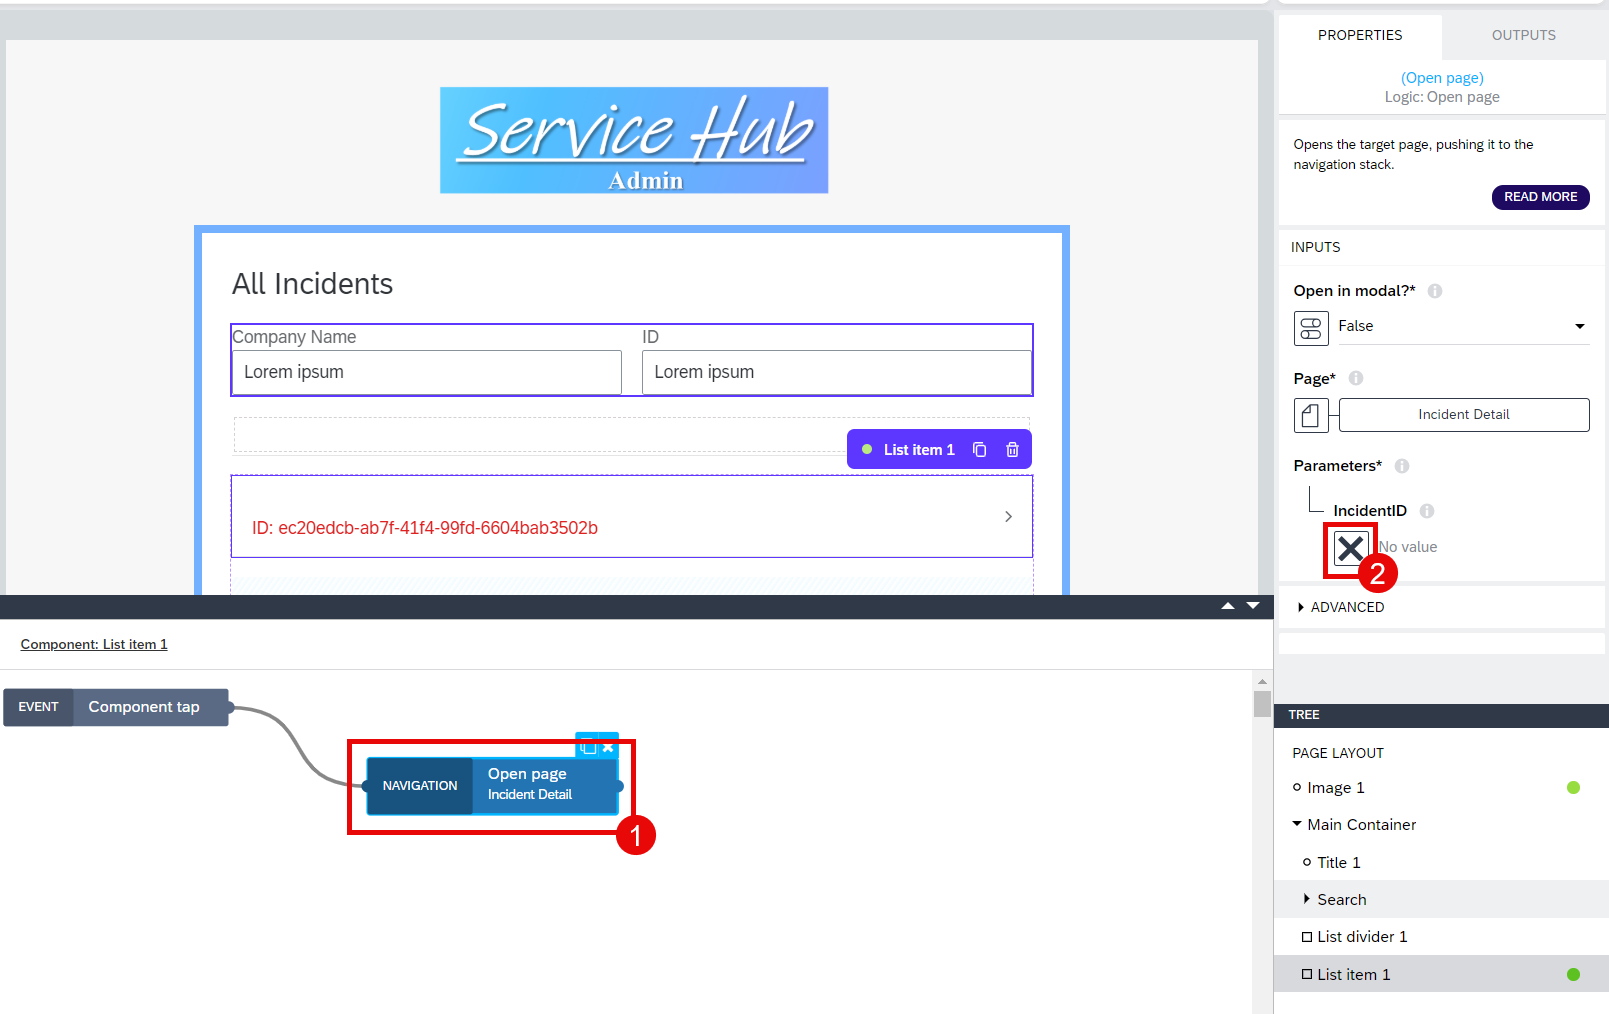 Service Hub
Admin
All Incidents
Company Name
ID
Lorem ipsum
Lorem ipsum
List item 1
ID: ec20edcb-ab7f-41f4-99fd-6604bab3502b
Component: List item 1
EVENT
Component tap
NAVIGATION
Open page
Incident Detail
1
PROPERTIES
OUTPUTS
(Open page)
Logic: Open page
Opens the target page, pushing it to the
navigation stack.
READ MORE
INPUTS
Open in modal?*
False
Page*
Incident Detail
Parameters*
IncidentID
No value
2
ADVANCED
TREE
PAGE LAYOUT
Image 1
Main Container
Title 1
Search
List divider 1
List item 1